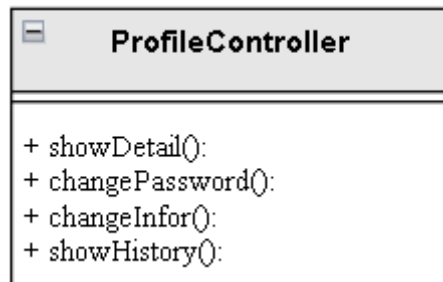 ProfileController
+ showDetail():
+ changePassword():
+ changeInfor():
+ showHistory():